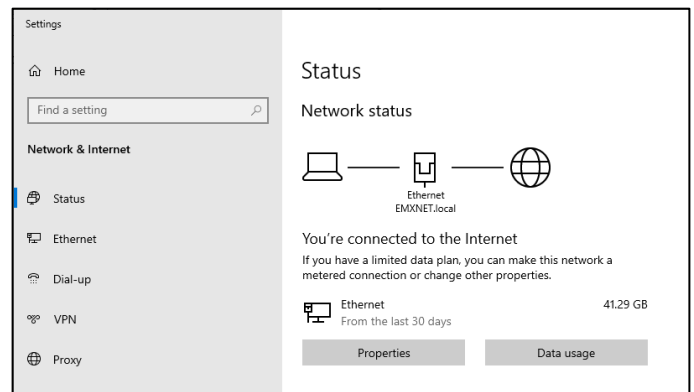 Settings
Home
Find a setting
Network & Internet
Status
Ethernet
Dial-up
VPN
Proxy
Status
Network status
Ethernet
EMXNET.local
You're connected to the Internet
If you have a limited data plan, you can make this network a
metered connection or change other properties.
Ethernet 41.29 GB
From the last 30 days
Properties Data usage